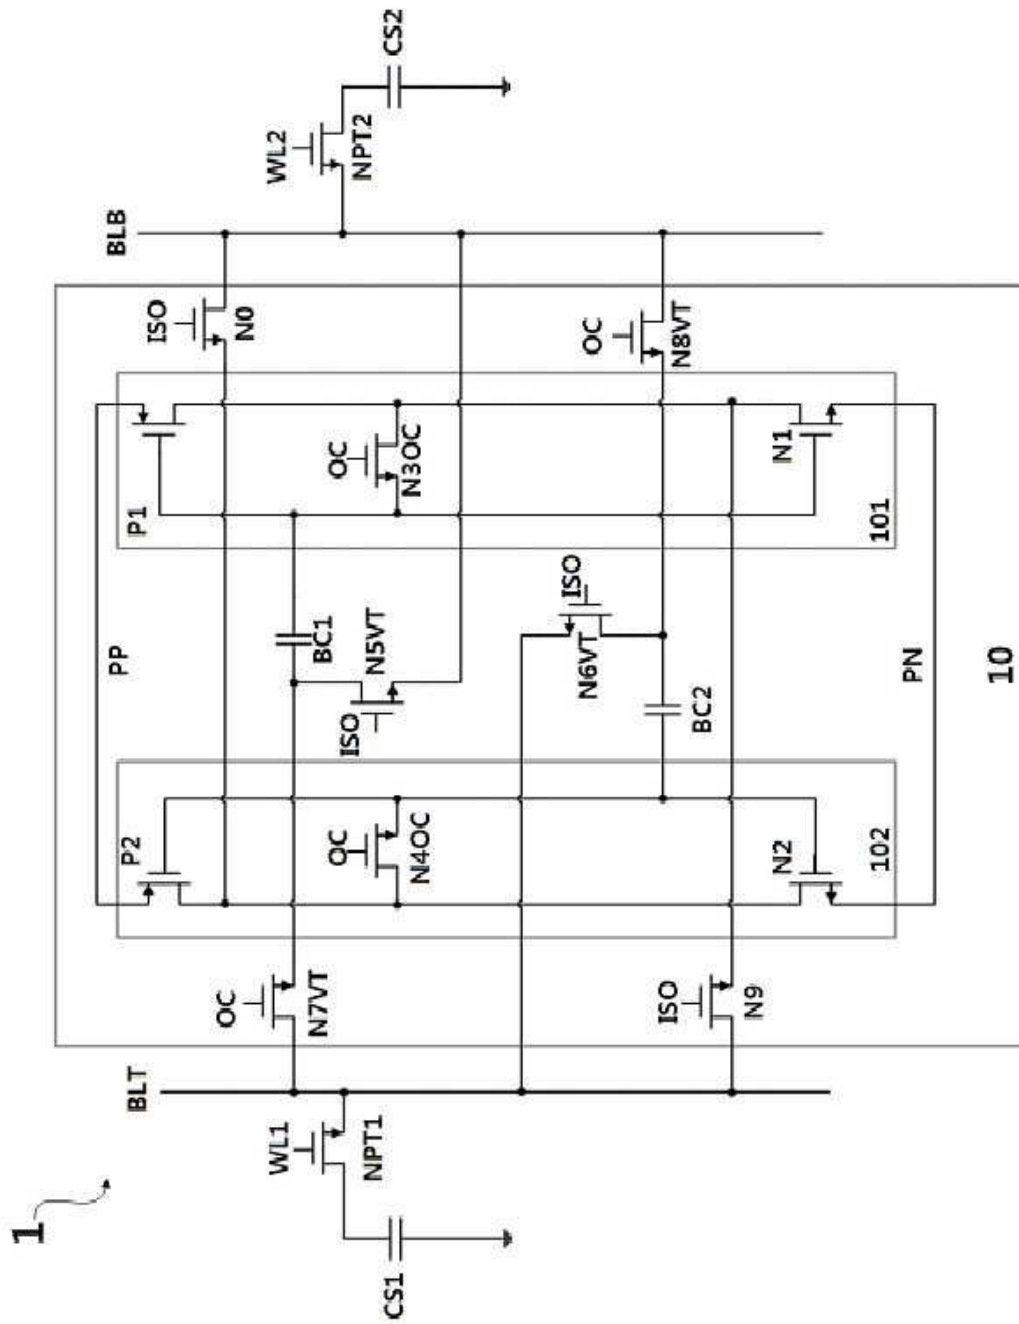 1
BLT
P2
PP
P1
BLB
ISO
N0
OC
N7VT
WL1
WL2
BC1
OC
OC
ISO
N5VT
NPT1
NPT2
CS1
CS2
N4OC
N3OC
ISO
N6VT
OC
N8VT
ISO
N9
BC2
N2
N1
102
101
PN
10